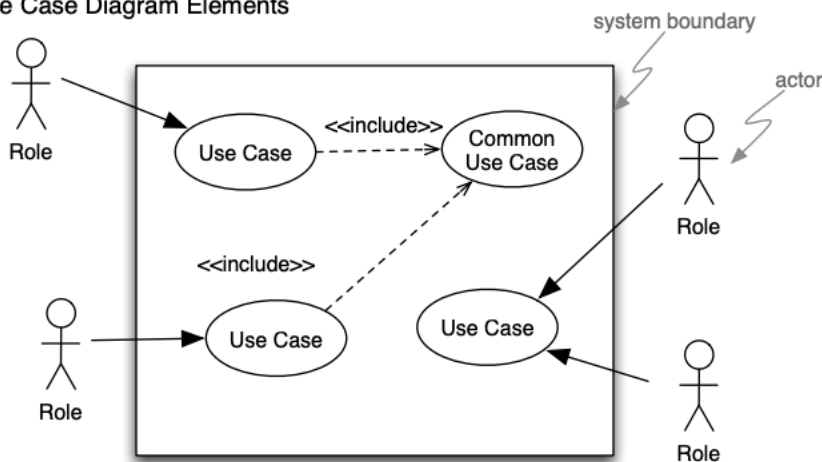 e Case Diagram Elements
system boundary
actor
Role
Use Case
<<include>>
Common
Use Case
Role
<<include>>
Use Case
Use Case
Role
Role